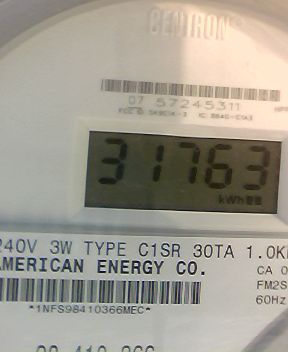 CENTRON
07 57245311
31763
kWh
240V 3W TYPE C1SR 30TA 1.0K
AMERICAN ENERGY CO.
CA 0
FM2S
60Hz
*1NFS98410366MEC*